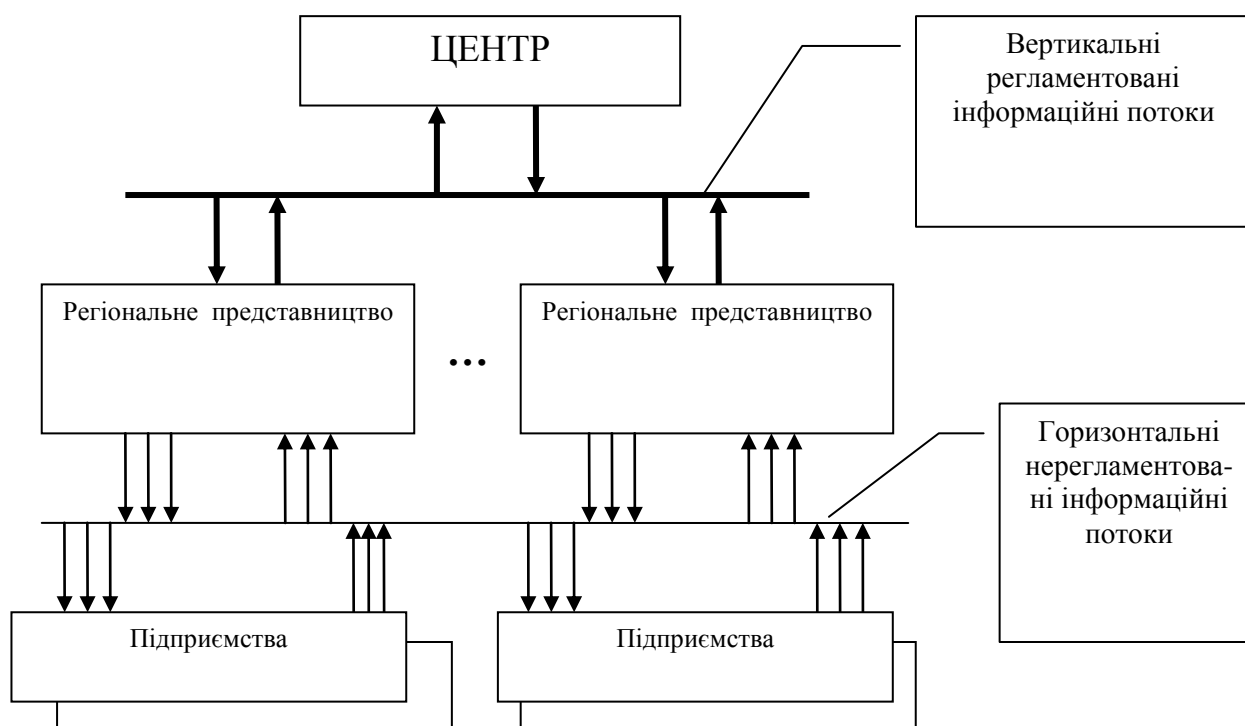 ЦЕНТР
Вертикальні
регламентовані
інформаційні потоки
Регіональне представництво
...
Регіональне представництво
Горизонтальні
нерегламентова-
ні інформаційні
потоки
Підприємства
Підприємства